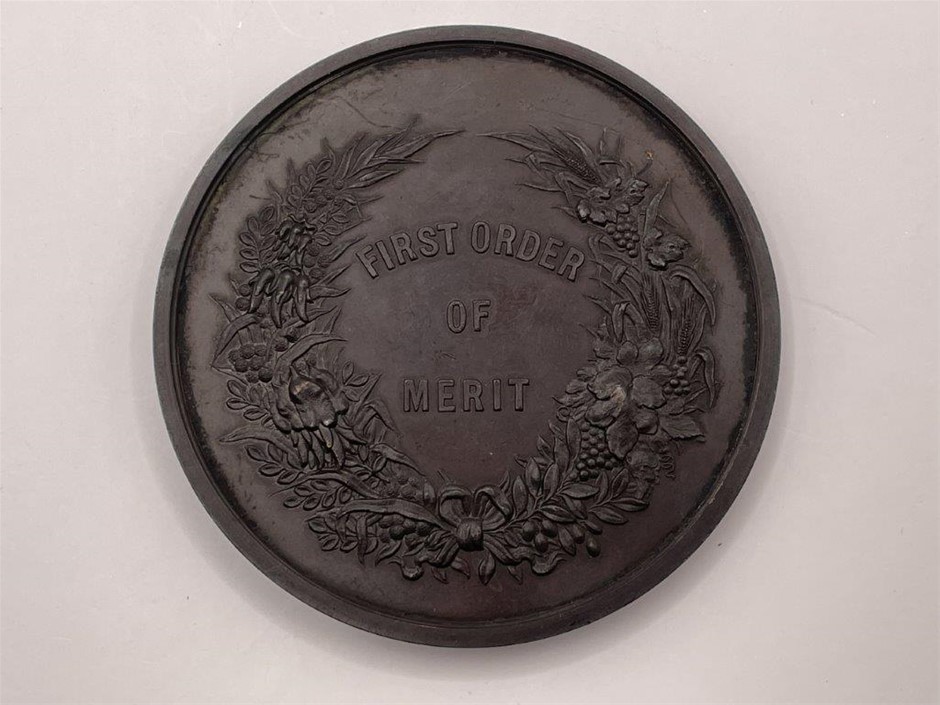 FIRST ORDER
OF
MERIT